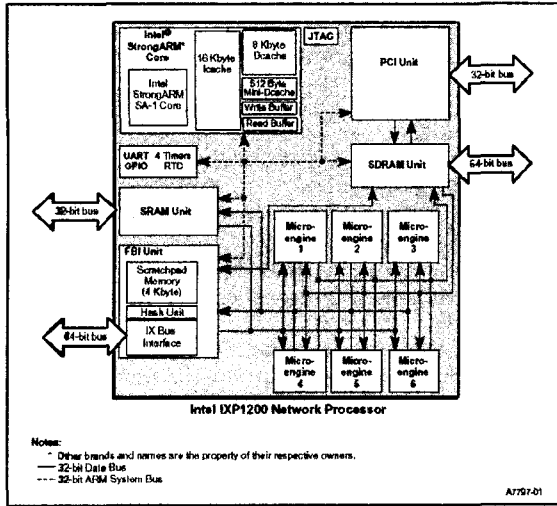 Intel®
StrongARM*
Core
Intel
StrongARM
SA-1 Core
16 Kbyte
Icache
8 Kbyte
Dcache
512 Byte
Mini-Dcache
Write Buffer
Read Buffer
JTAG
PCI Unit
32-bit bus
UART 4 Timers
GPIO RTC
SDRAM Unit
64-bit bus
32-bit bus
SRAM Unit
FBI Unit
Scratchpad
Memory
(4 Kbyte)
Hash Unit
IX Bus
Interface
64-bit bus
Micro-
engine
1
Micro-
engine
2
Micro-
engine
3
Micro-
engine
4
Micro-
engine
5
Micro-
engine
6
Intel IXP1200 Network Processor
Notes:
* Other brands and names are the property of their respective owners.
32-bit Data Bus
32-bit ARM System Bus
A7797-01